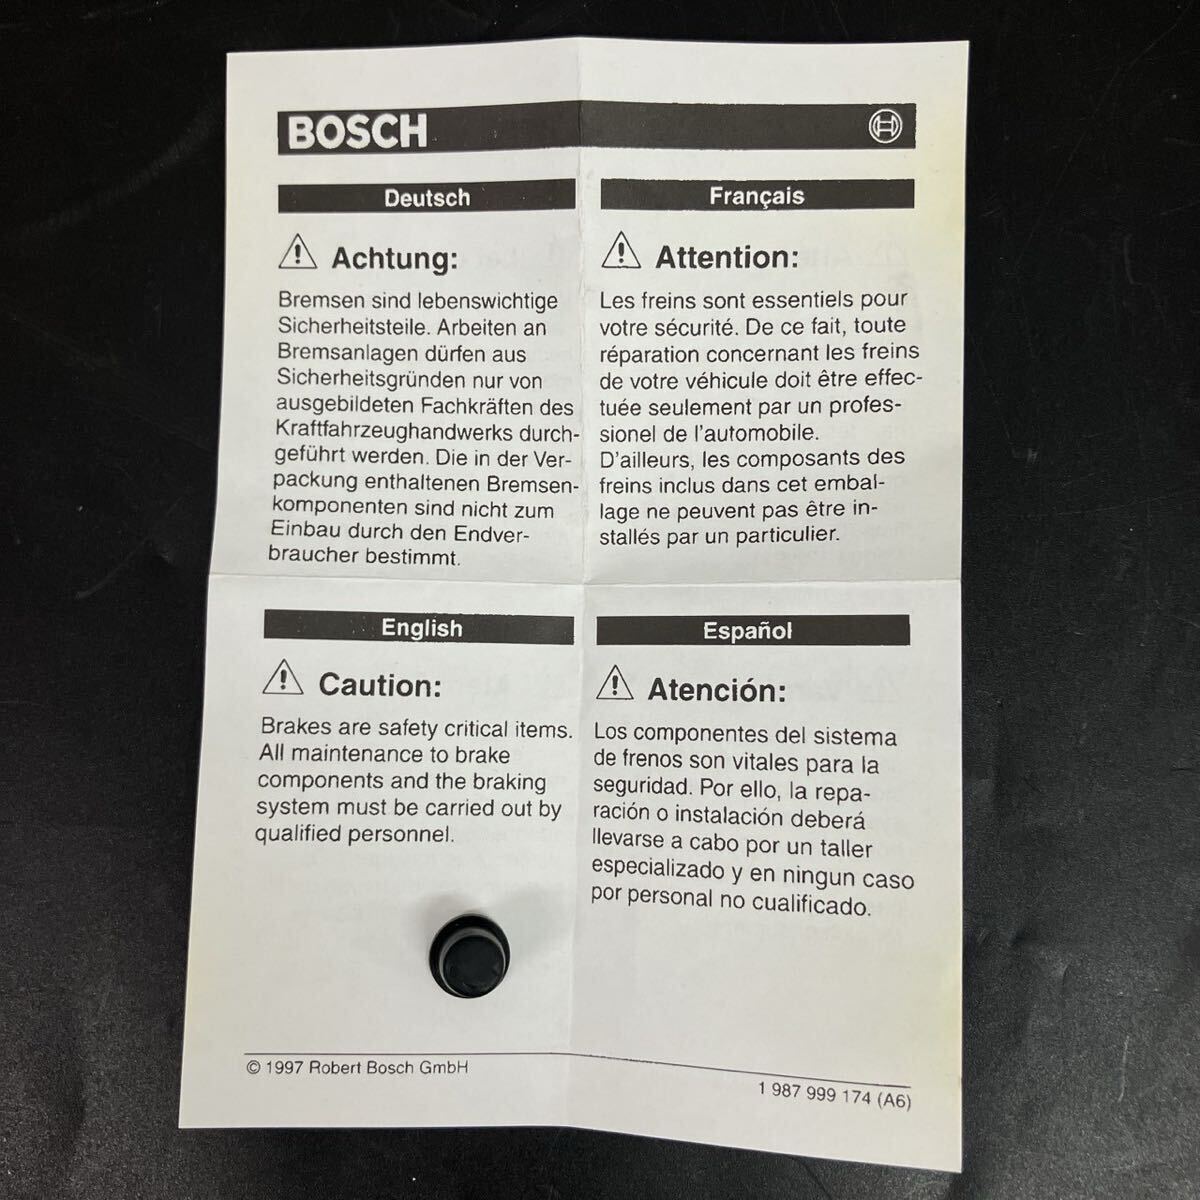 BOSCH
Deutsch
Achtung:
Bremsen sind lebenswichtige
Sicherheitsteile. Arbeiten an
Bremsanlagen dürfen aus
Sicherheitsgründen nur von
ausgebildeten Fachkräften des
Kraftfahrzeughandwerks durch-
geführt werden. Die in der Ver-
packung enthaltenen Bremsen-
komponenten sind nicht zum
Einbau durch den Endver-
braucher bestimmt.
Français
Attention:
Les freins sont essentiels pour
votre sécurité. De ce fait, toute
réparation concernant les freins
de votre véhicule doit être effec-
tuée seulement par un profes-
sionel de l'automobile.
D'ailleurs, les composants des
freins inclus dans cet embal-
lage ne peuvent pas être in-
stallés par un particulier.
English
Caution:
Brakes are safety critical items.
All maintenance to brake
components and the braking
system must be carried out by
qualified personnel.
Español
Atención:
Los componentes del sistema
de frenos son vitales para la
seguridad. Por ello, la repa-
ración o instalación deberá
llevarse a cabo por un taller
especializado y en ningun caso
por personal no cualificado.
© 1997 Robert Bosch GmbH
1 987 999 174 (A6)